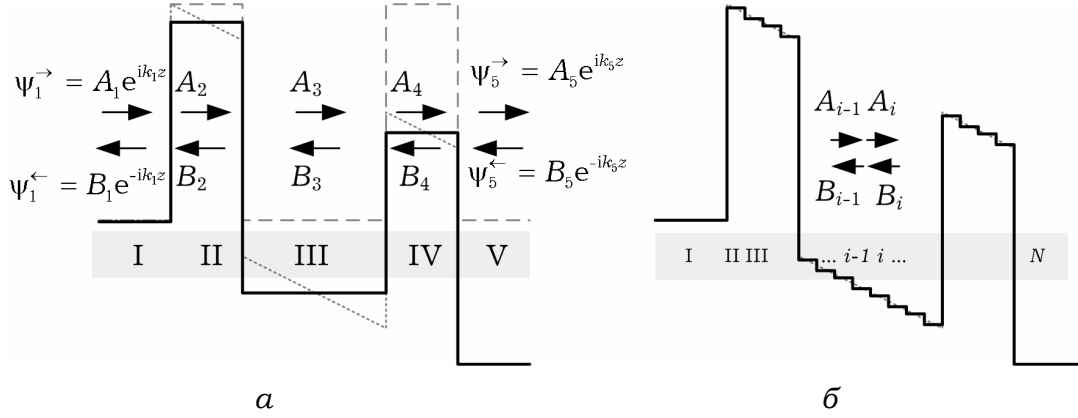 ψ₁→ = A₁e^{ik₁z}
A₂
A₃
A₄
ψ₅→ = A₅e^{ik₅z}
ψ₁← = B₁e^{-ik₁z}
B₂
B₃
B₄
ψ₅← = B₅e^{-ik₅z}
I II III IV V
а
A_{i-1} A_i
B_{i-1} B_i
I II III ... i-1 i ... N
б